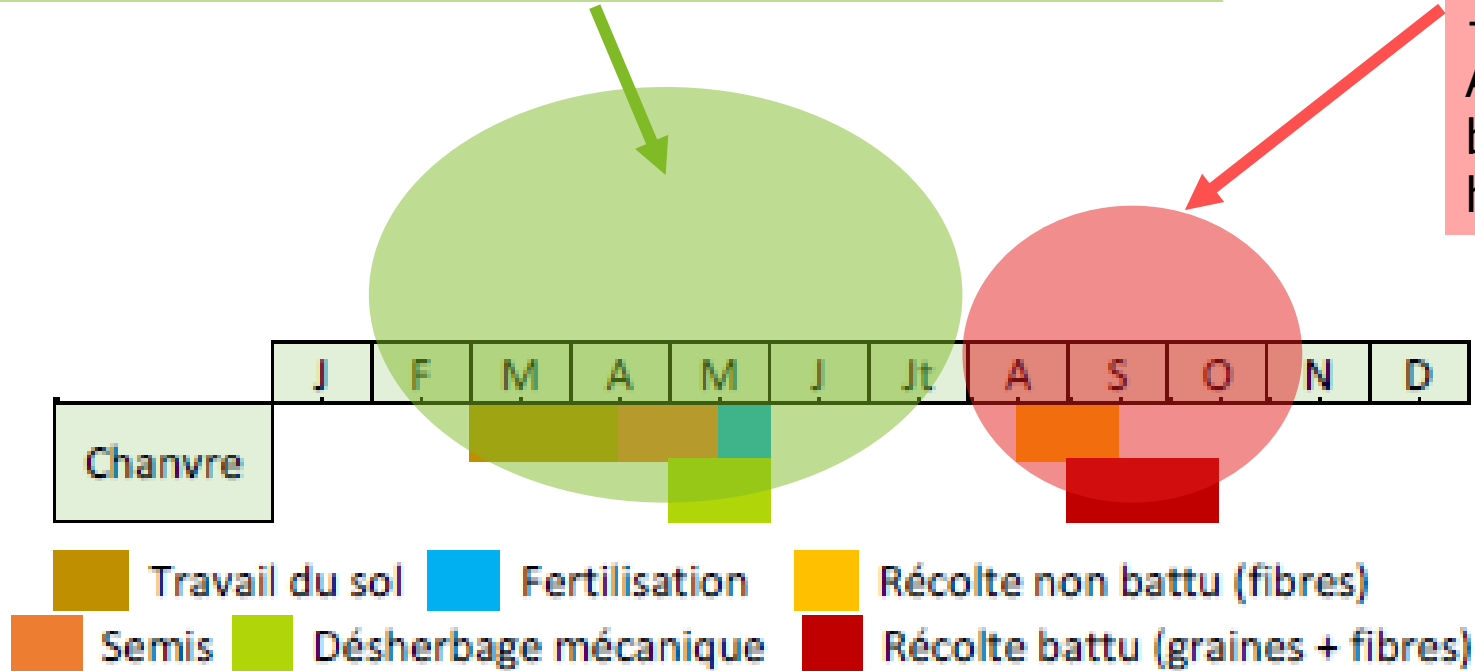 J F M A M J Jt A S O N D
Chanvre
Travail du sol Fertilisation Récolte non battu (fibres)
Semis Désherbage mécanique Récolte battu (graines + fibres)